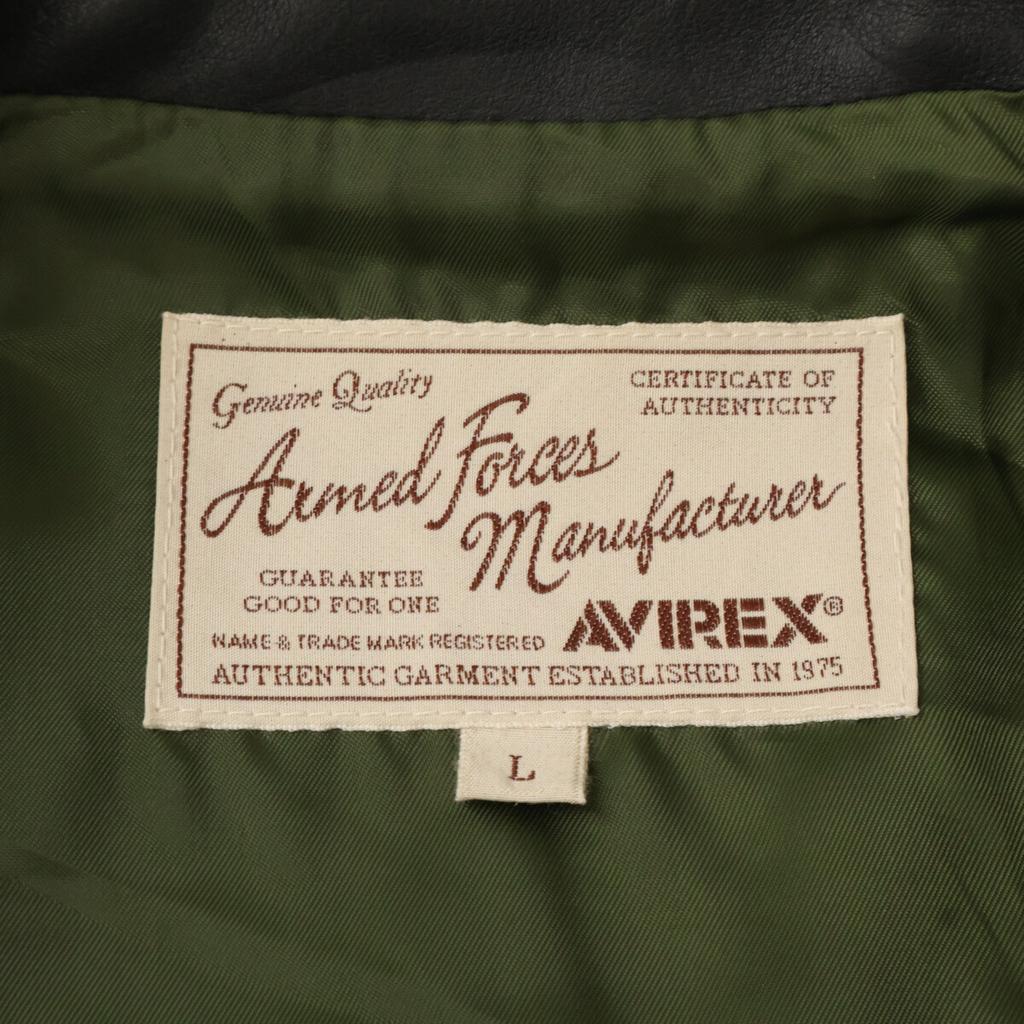 Genuine Quality
CERTIFICATE OF
AUTHENTICITY
Armed Forces
Manufacturer
GUARANTEE
GOOD FOR ONE
AVIREX®
NAME & TRADE MARK REGISTERED
AUTHENTIC GARMENT ESTABLISHED IN 1975
L